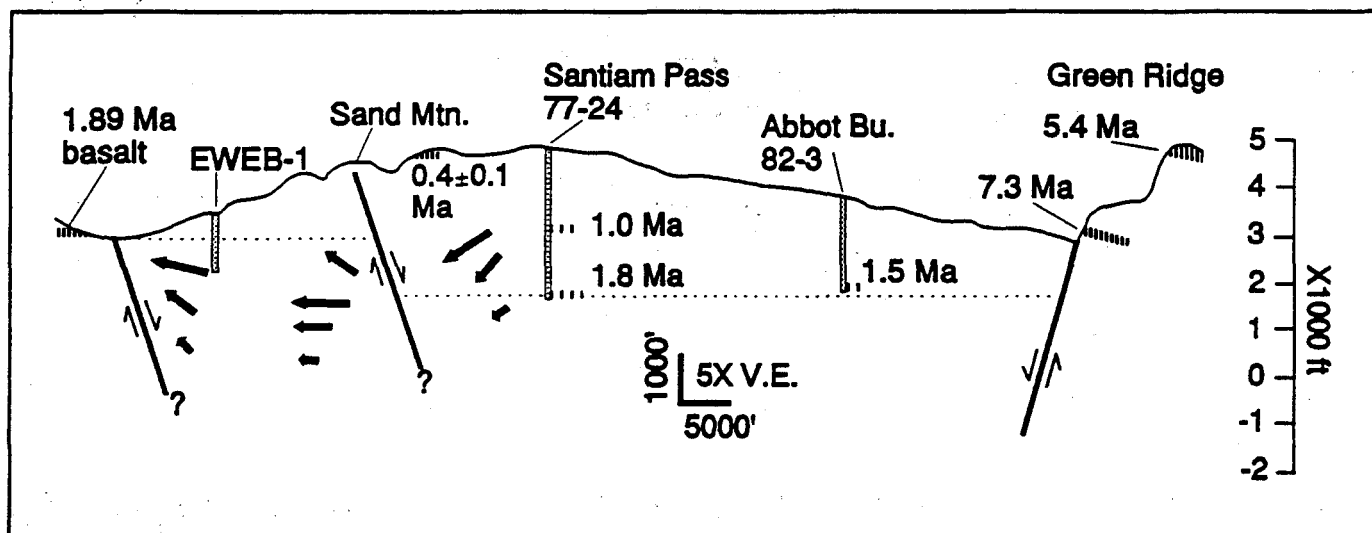 1.89 Ma
basalt
EWEB-1
Sand Mtn.
Santiam Pass
77-24
0.4±0.1
Ma
1.0 Ma
1.8 Ma
Abbot Bu.
82-3
1.5 Ma
Green Ridge
5.4 Ma
7.3 Ma
?
?
1000'
5X V.E.
5000'
5
4
3
2
1
0
-1
-2
X1000 ft